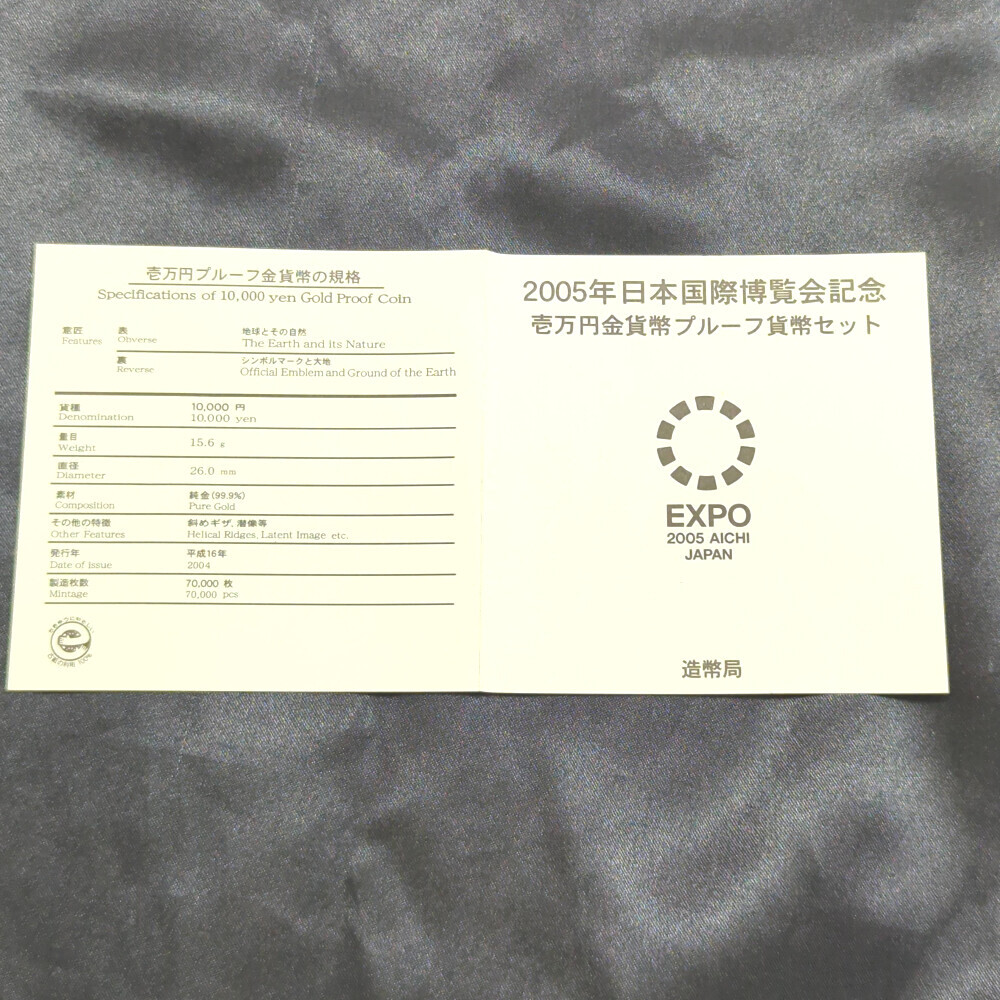 壱万円プルーフ金貨幣の規格
Specifications of 10,000 yen Gold Proof Coin
意匠 表 地球とその自然
Features Obverse The Earth and its Nature
裏 シンボルマークと大地
Reverse Official Emblem and Ground of the Earth
貨種 10,000 円
Denomination 10,000 yen
量目
Weight 15.6 g
直径
Diameter 26.0 mm
素材 純金(99.9%)
Composition Pure Gold
その他の特徴 斜めギザ、潜像等
Other Features Helical Ridges, Latent Image etc.
発行年 平成16年
Date of issue 2004
製造枚数 70,000 枚
Mintage 70,000 pcs
2005年日本国際博覧会記念
壱万円金貨幣プルーフ貨幣セット
EXPO
2005 AICHI
JAPAN
造幣局